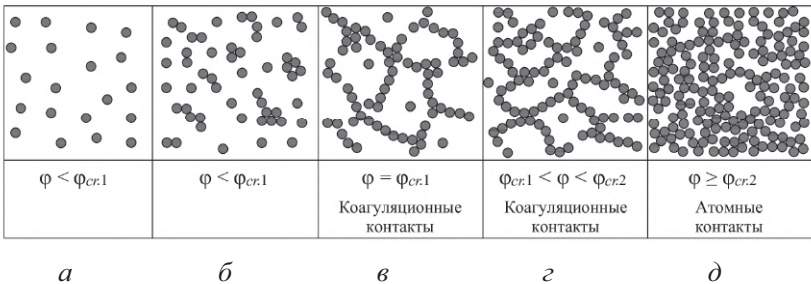 φ < φcr.1
φ < φcr.1
φ = φcr.1
Коагуляционные
контакты
φcr.1 < φ < φcr.2
Коагуляционные
контакты
φ ≥ φcr.2
Атомные
контакты
а
б
в
г
д